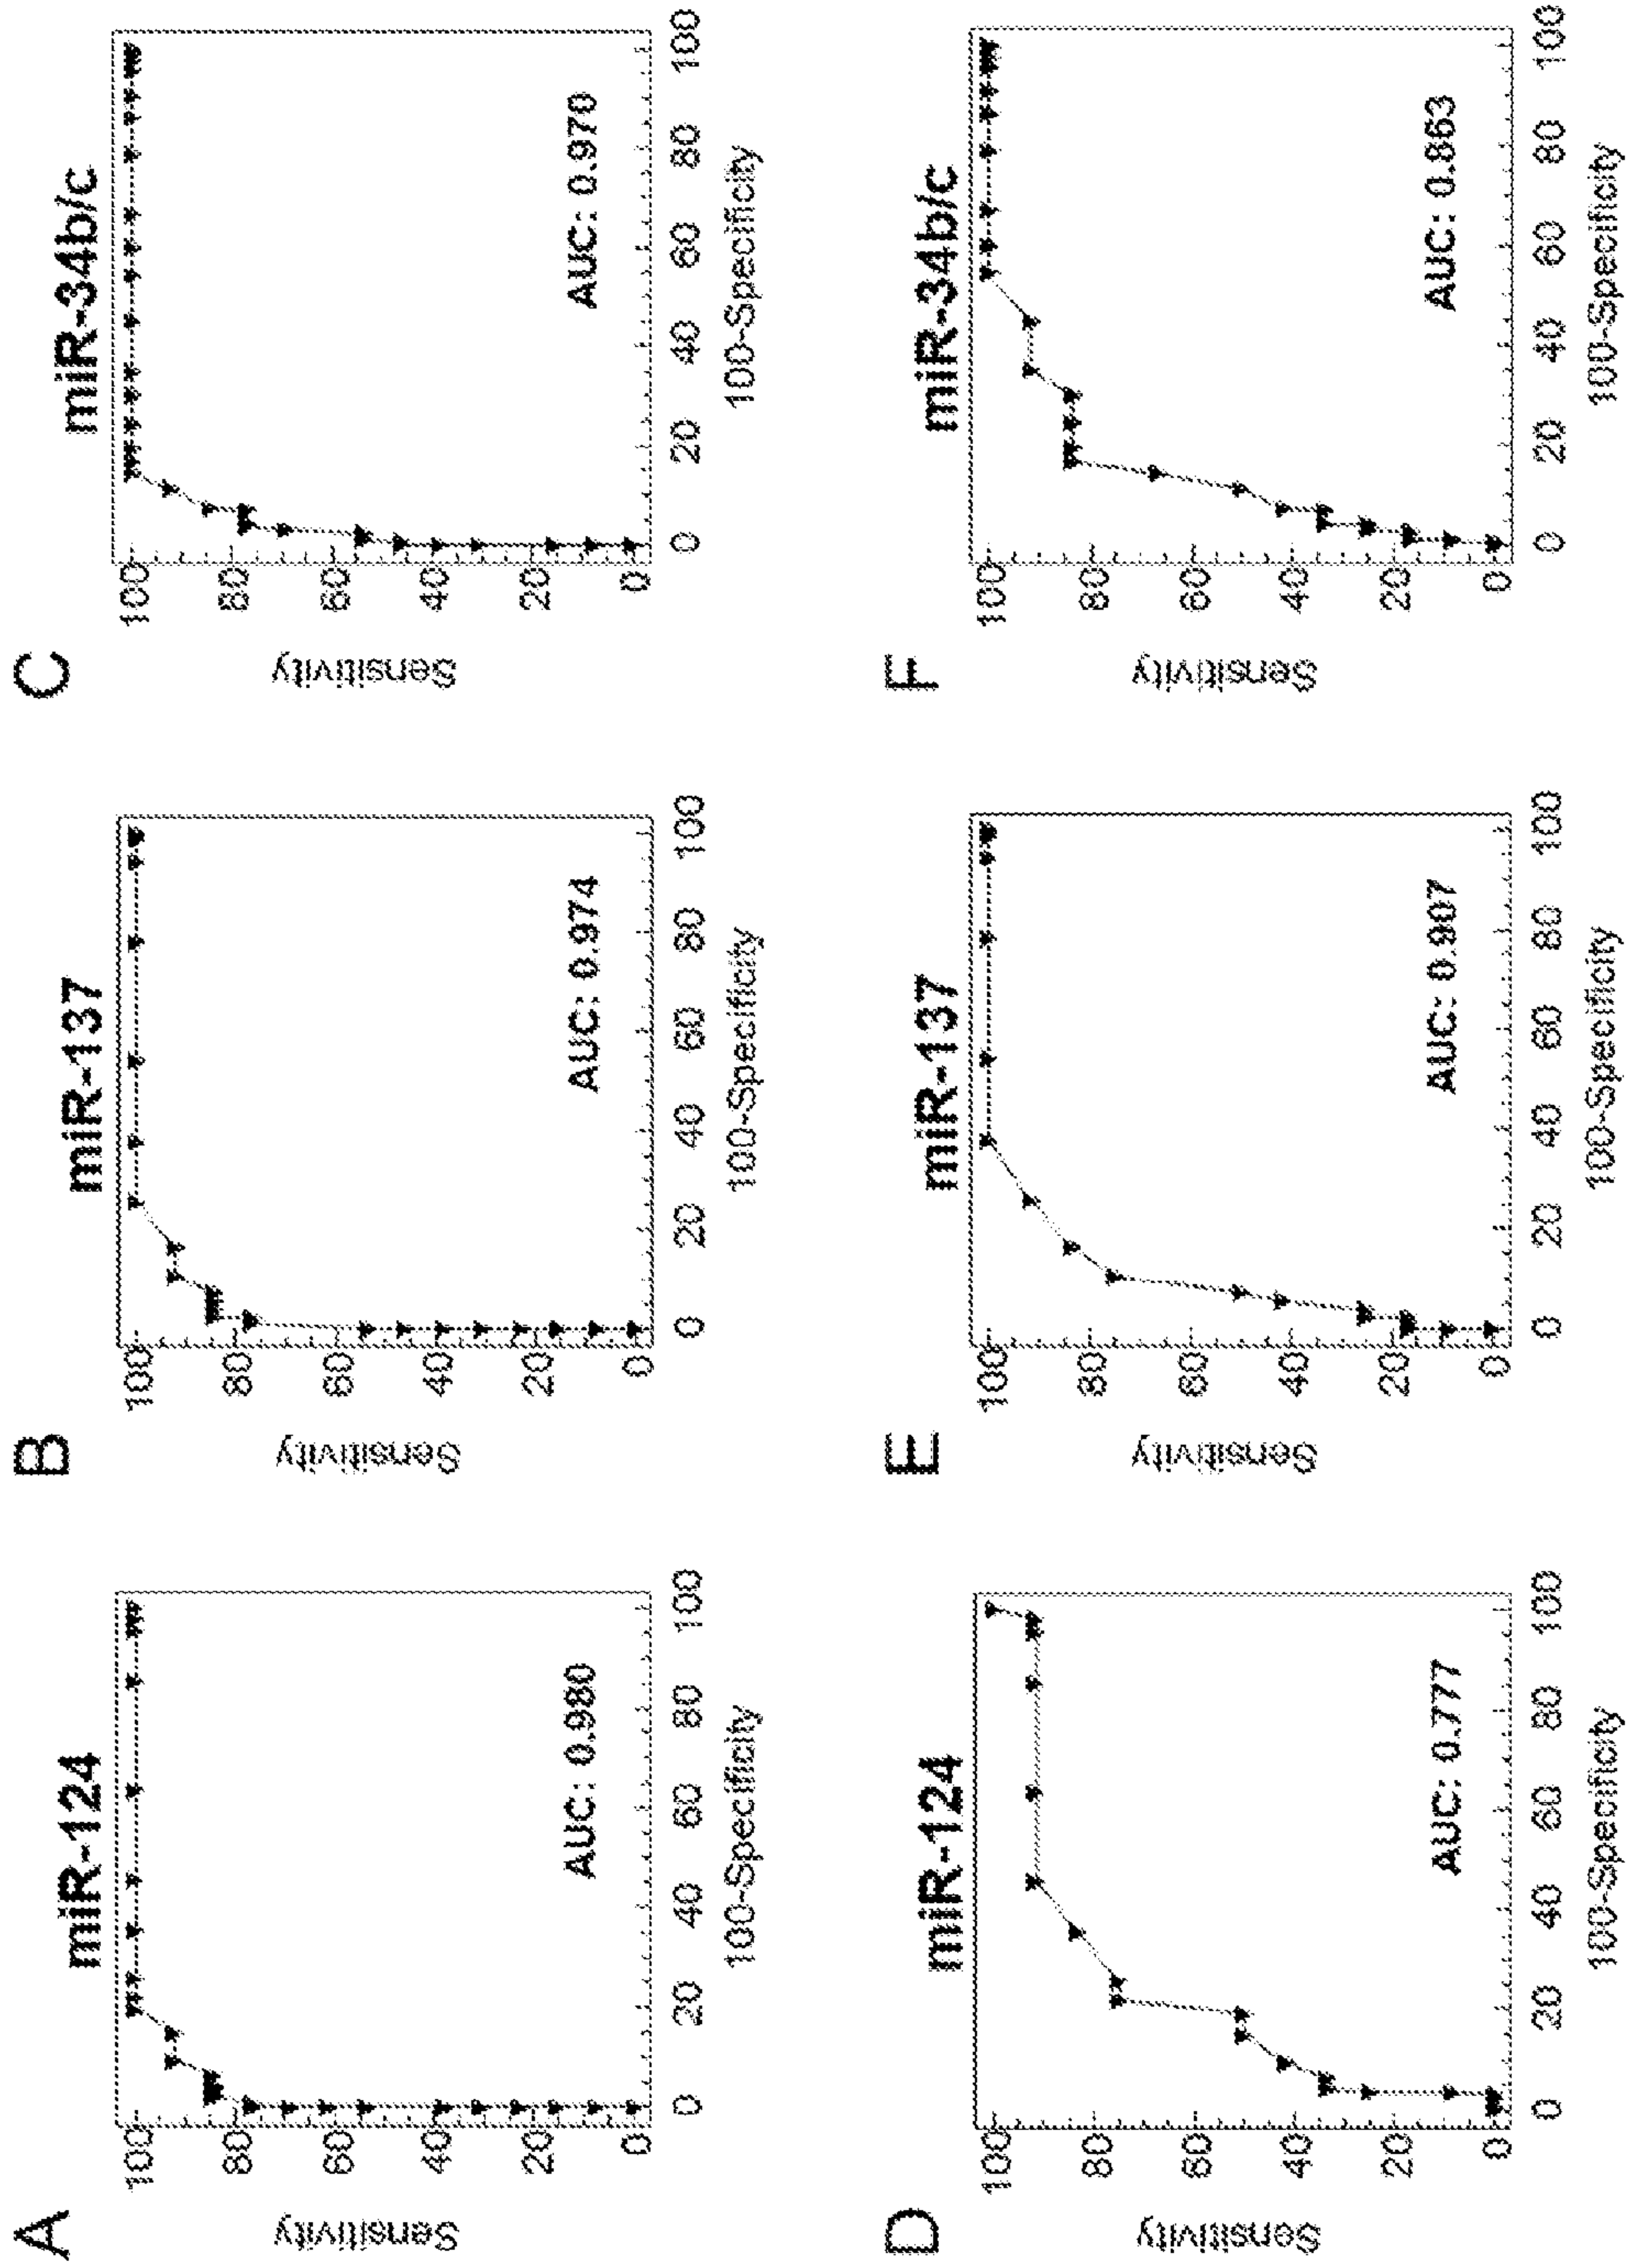 A
miR-124
Sensitivity
100
80
60
40
20
0
AUC: 0.980
0 20 40 60 80 100
100-Specificity
B
miR-137
Sensitivity
100
80
60
40
20
0
AUC: 0.974
0 20 40 60 80 100
100-Specificity
C
miR-34b/c
Sensitivity
100
80
60
40
20
0
AUC: 0.970
0 20 40 60 80 100
100-Specificity
D
miR-124
Sensitivity
100
80
60
40
20
0
AUC: 0.777
0 20 40 60 80 100
100-Specificity
E
miR-137
Sensitivity
100
80
60
40
20
0
AUC: 0.907
0 20 40 60 80 100
100-Specificity
F
miR-34b/c
Sensitivity
100
80
60
40
20
0
AUC: 0.863
0 20 40 60 80 100
100-Specificity